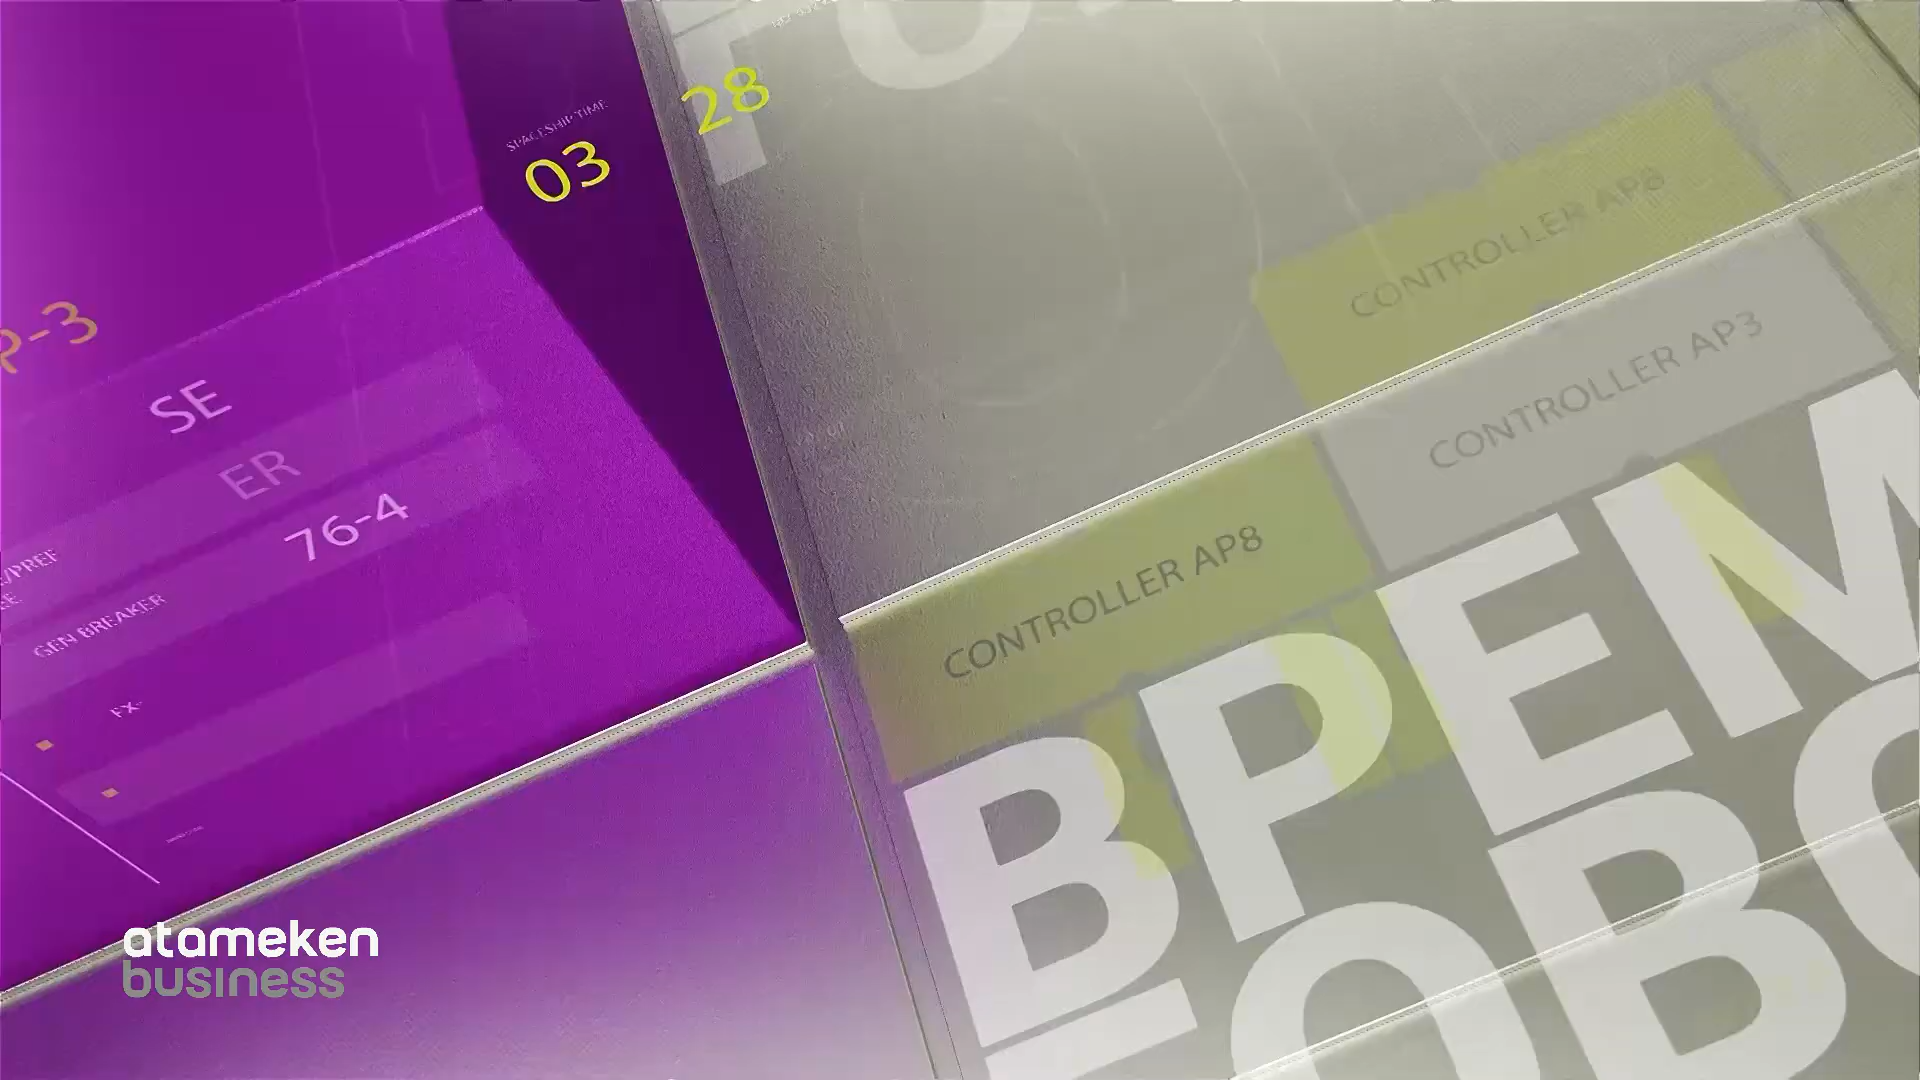 28
SPACESHIP TIME
03
CONTROLLER AP8
P-3
CONTROLLER AP3
SE
ER
76-4
CONTROLLER AP8
GEN BREAKER
FX-
ВРЕМ
ОВО
atameken
business